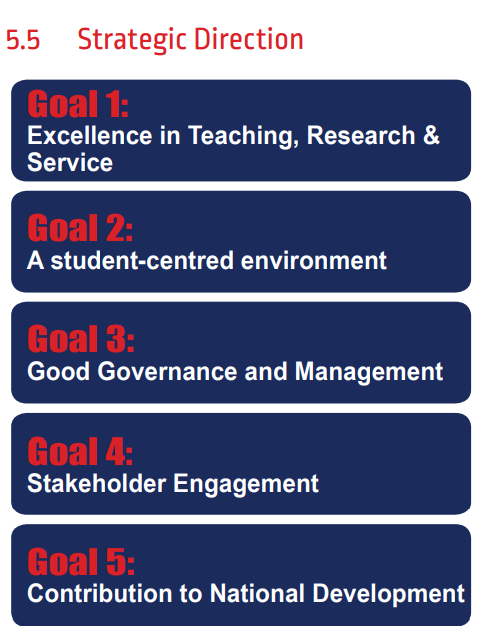 5.5 Strategic Direction
Goal 1:
Excellence in Teaching, Research &
Service
Goal 2:
A student-centred environment
Goal 3:
Good Governance and Management
Goal 4:
Stakeholder Engagement
Goal 5:
Contribution to National Development